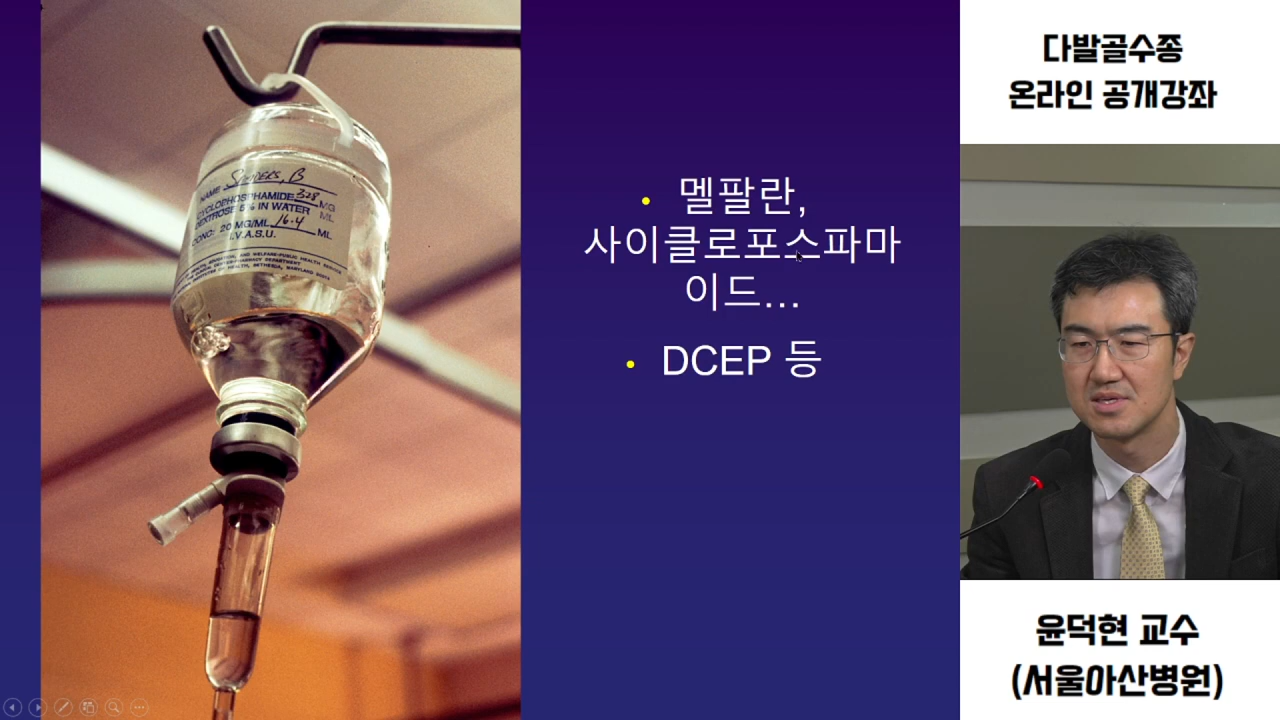 NAME
CYCLOPHOSPHAMIDE 328 MG
DEXTROSE 5% IN WATER ML
CONC: 20 MG/ML 16.4 ML
I.V.A.S.U.
• 멜팔란,
사이클로포스파마
이드…
• DCEP 등
다발골수종
온라인 공개강좌
윤덕현 교수
(서울아산병원)